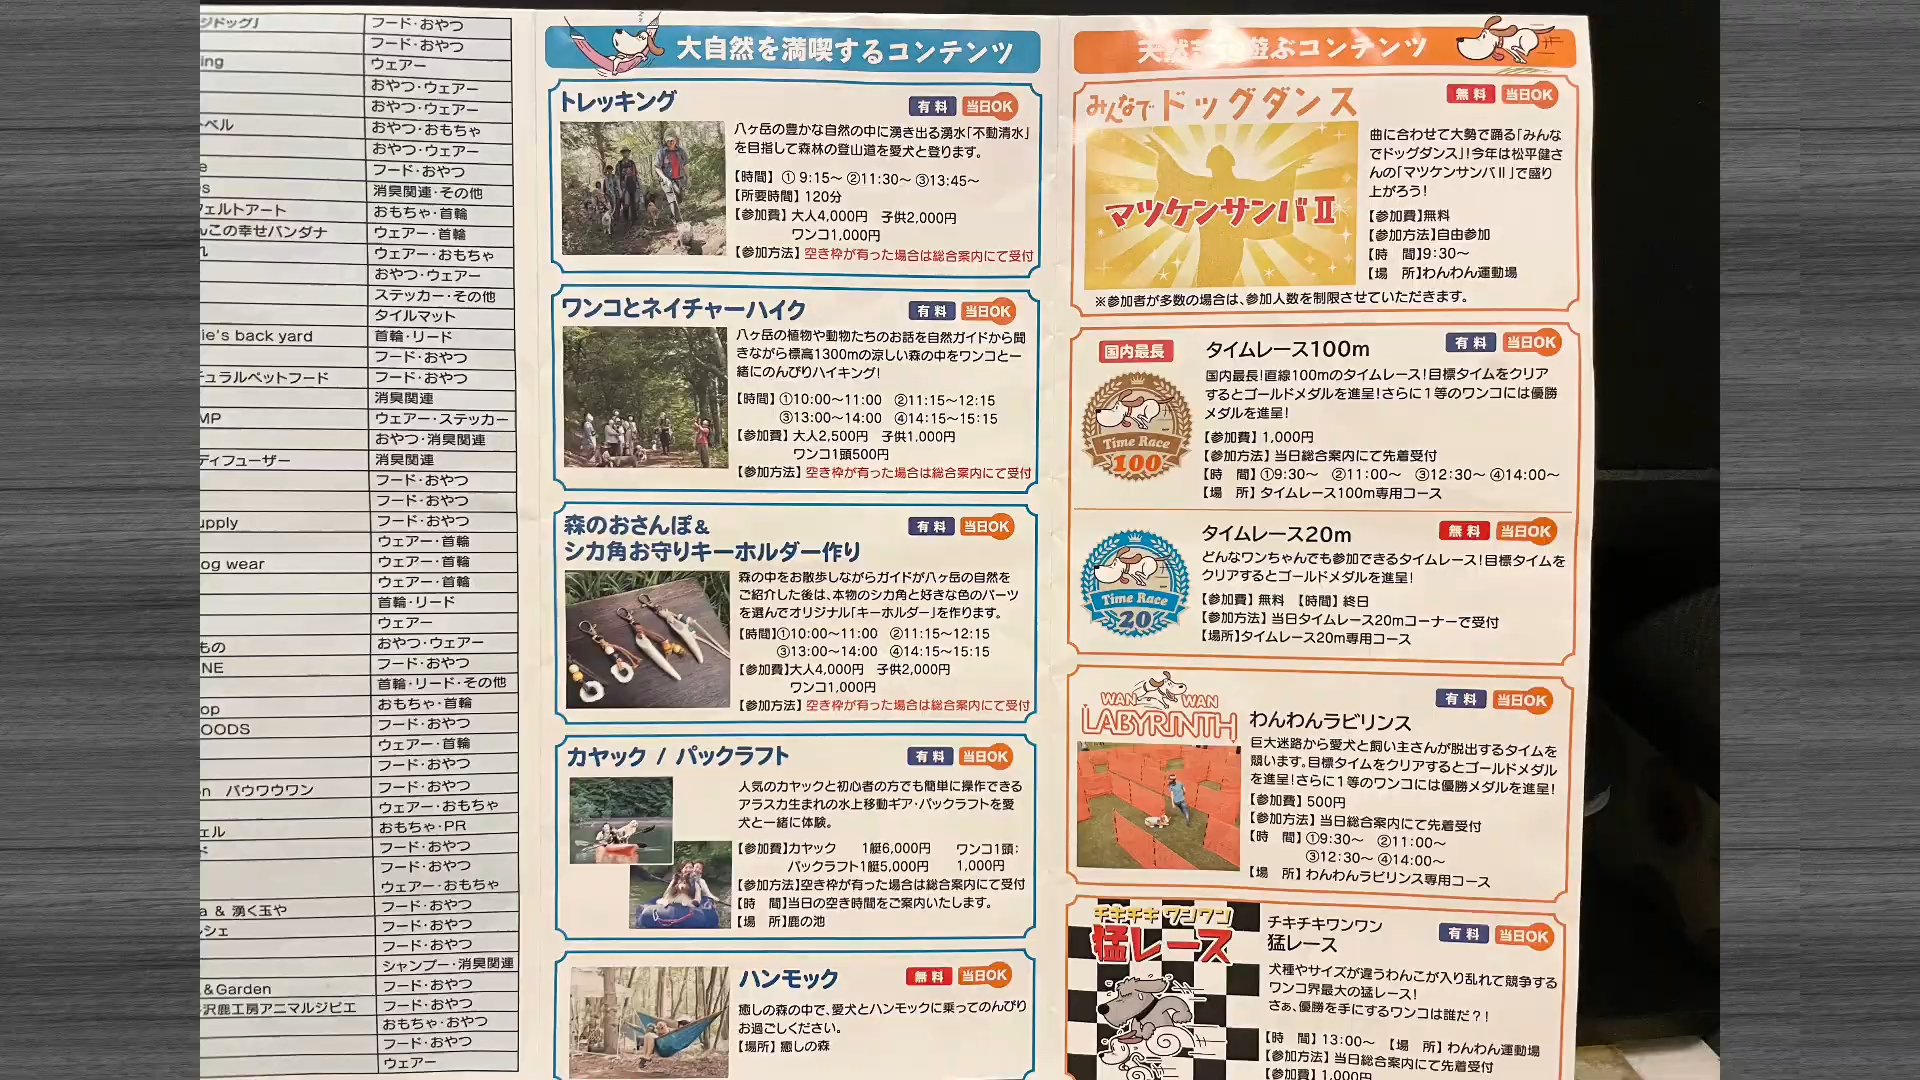 ジドッグ」 フード・おやつ
フード・おやつ
ing ウェアー
おやつ・ウェアー
おやつ・ウェアー
ベル おやつ・おもちゃ
おやつ・ウェアー
e フード・おやつ
s 消臭関連・その他
フェルトアート おもちゃ・首輪
んこの幸せバンダナ ウェアー・首輪
れ ウェアー・おもちゃ
おやつ・ウェアー
ステッカー・その他
タイルマット
ie's back yard 首輪・リード
フード・おやつ
チュラルペットフード フード・おやつ
消臭関連
MP ウェアー・ステッカー
おやつ・消臭関連
ディフューザー 消臭関連
フード・おやつ
フード・おやつ
upply フード・おやつ
ウェアー・首輪
og wear ウェアー・首輪
ウェアー・首輪
首輪・リード
ウェアー
もの おやつ・ウェアー
NE フード・おやつ
首輪・リード・その他
op おもちゃ・首輪
OODS フード・おやつ
ウェアー・首輪
フード・おやつ
on バウワウワン フード・おやつ
ウェアー・おもちゃ
ェル おもちゃ・PR
ド フード・おやつ
フード・おやつ
ウェアー・おもちゃ
a & 湧く玉や フード・おやつ
シェ フード・おやつ
フード・おやつ
シャンプー・消臭関連
&Garden フード・おやつ
沢鹿工房アニマルジビエ フード・おやつ
おもちゃ・おやつ
フード・おやつ
ウェアー
大自然を満喫するコンテンツ
トレッキング 有料 当日OK
八ヶ岳の豊かな自然の中に湧き出る湧水「不動清水」
を目指して森林の登山道を愛犬と登ります。
【時間】 ①9:15〜 ②11:30〜 ③13:45〜
【所要時間】 120分
【参加費】 大人4,000円 子供2,000円
ワンコ1,000円
【参加方法】 空き枠が有った場合は総合案内にて受付
ワンコとネイチャーハイク 有料 当日OK
八ヶ岳の植物や動物たちのお話を自然ガイドから聞
きながら標高1300mの涼しい森の中をワンコと一
緒にのんびりハイキング!
【時間】 ①10:00〜11:00 ②11:15〜12:15
③13:00〜14:00 ④14:15〜15:15
【参加費】 大人2,500円 子供1.000円
ワンコ1頭500円
【参加方法】 空き枠が有った場合は総合案内にて受付
森のおさんぽ& 有料 当日OK
シカ角お守りキーホルダー作り
森の中をお散歩しながらガイドが八ヶ岳の自然を
ご紹介した後は、本物のシカ角と好きな色のパーツ
を選んでオリジナル「キーホルダー」を作ります。
【時間】①10:00〜11:00 ②11:15〜12:15
③13:00〜14:00 ④14:15〜15:15
【参加費】大人4,000円 子供2,000円
ワンコ1,000円
【参加方法】 空き枠が有った場合は総合案内にて受付
カヤック / パックラフト 有料 当日OK
人気のカヤックと初心者の方でも簡単に操作できる
アラスカ生まれの水上移動ギア・パックラフトを愛
犬と一緒に体験。
【参加費】カヤック 1艇6,000円 ワンコ1頭:
パックラフト1艇5,000円 1,000円
【参加方法】空き枠が有った場合は総合案内にて受付
【時 間】当日の空き時間をご案内いたします。
【場 所】鹿の池
ハンモック 無料 当日OK
癒しの森の中で、愛犬とハンモックに乗ってのんびり
お過ごしください。
【場所】 癒しの森
天然 遊ぶコンテンツ
みんなでドッグダンス 無料 当日OK
マツケンサンバⅡ
曲に合わせて大勢で踊る「みんな
でドッグダンス」!今年は松平健さ
んの「マツケンサンバⅡ」で盛り
上がろう!
【参加費】無料
【参加方法】自由参加
【時 間】9:30〜
【場 所】わんわん運動場
※参加者が多数の場合は、参加人数を制限させていただきます。
国内最長 タイムレース100m 有料 当日OK
Time Race
100
国内最長!直線100mのタイムレース!目標タイムをクリア
するとゴールドメダルを進呈!さらに1等のワンコには優勝
メダルを進呈!
【参加費】 1,000円
【参加方法】 当日総合案内にて先着受付
【時 間】①9:30〜 ②11:00〜 ③12:30〜 ④14:00〜
【場 所】 タイムレース100m専用コース
タイムレース20m 無料 当日OK
Time Race
20
どんなワンちゃんでも参加できるタイムレース!目標タイムを
クリアするとゴールドメダルを進呈!
【参加費】 無料 【時間】 終日
【参加方法】 当日タイムレース20mコーナーで受付
【場所】タイムレース20m専用コース
WAN WAN
LABYRINTH
わんわんラビリンス 有料 当日OK
巨大迷路から愛犬と飼い主さんが脱出するタイムを
競います。目標タイムをクリアするとゴールドメダル
を進呈!さらに1等のワンコには優勝メダルを進呈!
【参加費】 500円
【参加方法】 当日総合案内にて先着受付
【時 間】 ①9:30〜 ②11:00〜
③12:30〜 ④14:00〜
【場 所】 わんわんラビリンス専用コース
チキチキワンワン
猛レース
チキチキワンワン 有料 当日OK
猛レース
犬種やサイズが違うわんこが入り乱れて競争する
ワンコ界最大の猛レース!
さぁ、優勝を手にするワンコは誰だ?!
【時 間】 13:00〜 【場 所】 わんわん運動場
【参加方法】 当日総合案内にて先着受付
【参加費】 1,000円